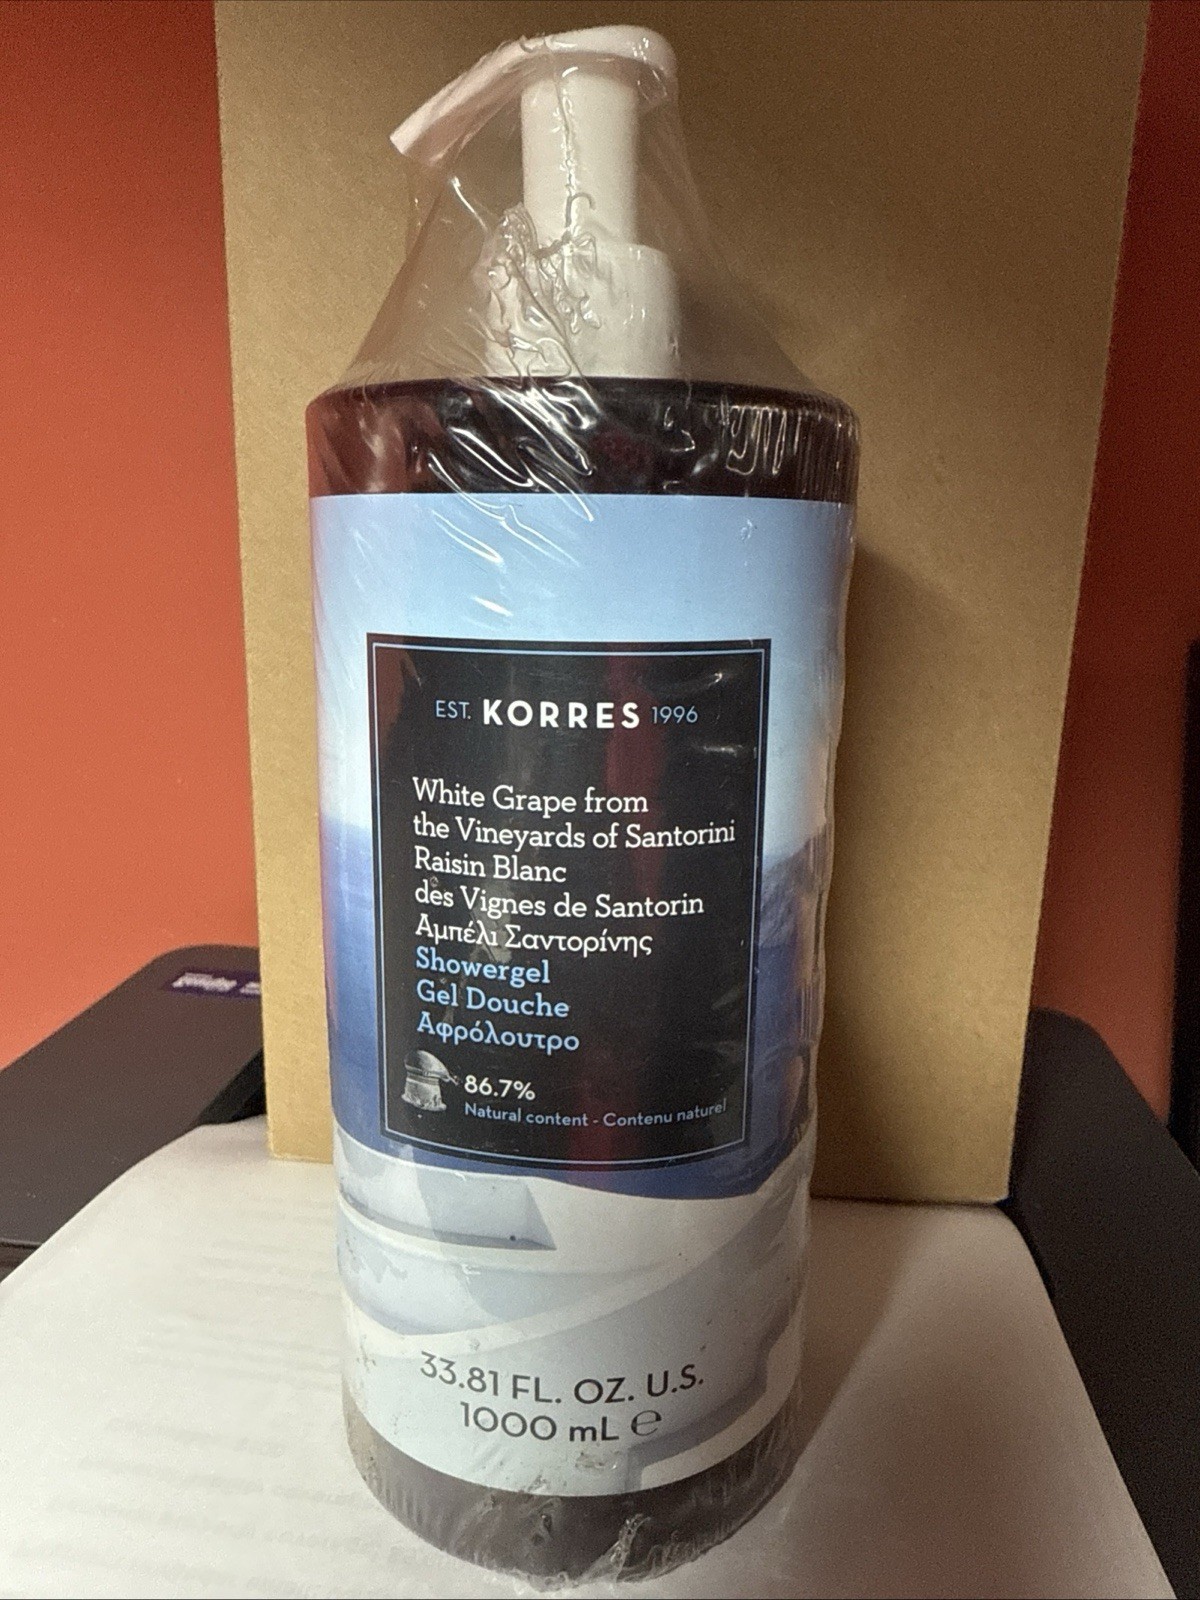 EST. KORRES 1996
White Grape from
the Vineyards of Santorini
Raisin Blanc
des Vignes de Santorin
Αμπέλι Σαντορίνης
Showergel
Gel Douche
Αφρόλουτρο
86.7%
Natural content - Contenu naturel
33.81 FL. OZ. U.S.
1000 mL ℮